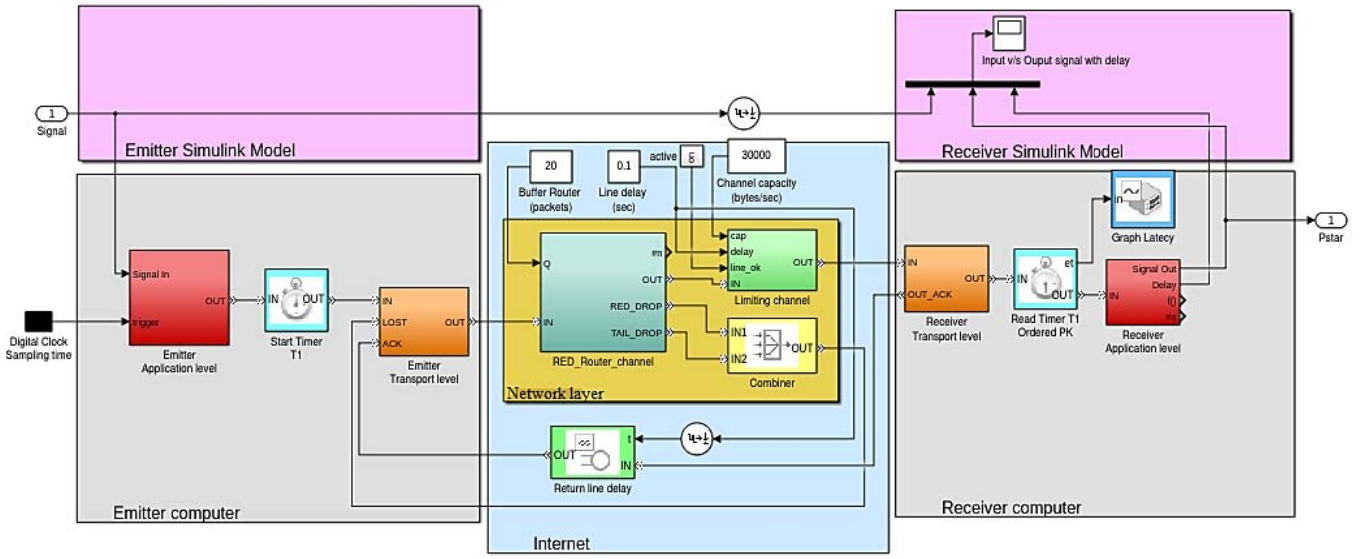 1
Signal
Emitter Simulink Model
Input v/s Ouput signal with delay
Receiver Simulink Model
Digital Clock
Sampling time
Signal In
trigger
OUT
Emitter
Application level
IN
OUT
Start Timer
T1
IN
LOST
ACK
OUT
Emitter
Transport level
Emitter computer
20
Buffer Router
(packets)
0.1
Line delay
(sec)
active
30000
Channel capacity
(bytes/sec)
Q
IN
#n
OUT
RED_DROP
TAIL_DROP
RED_Router_channel
cap
delay
line_ok
IN
OUT
Limiting channel
IN1
IN2
OUT
Combiner
Network layer
OUT
t
IN
Return line delay
Internet
IN
OUT_ACK
OUT
Receiver
Transport level
IN
et
OUT
Read Timer T1
Ordered PK
in
Graph Latecy
IN
Signal Out
Delay
f()
Receiver
Application level
1
Pstar
Receiver computer